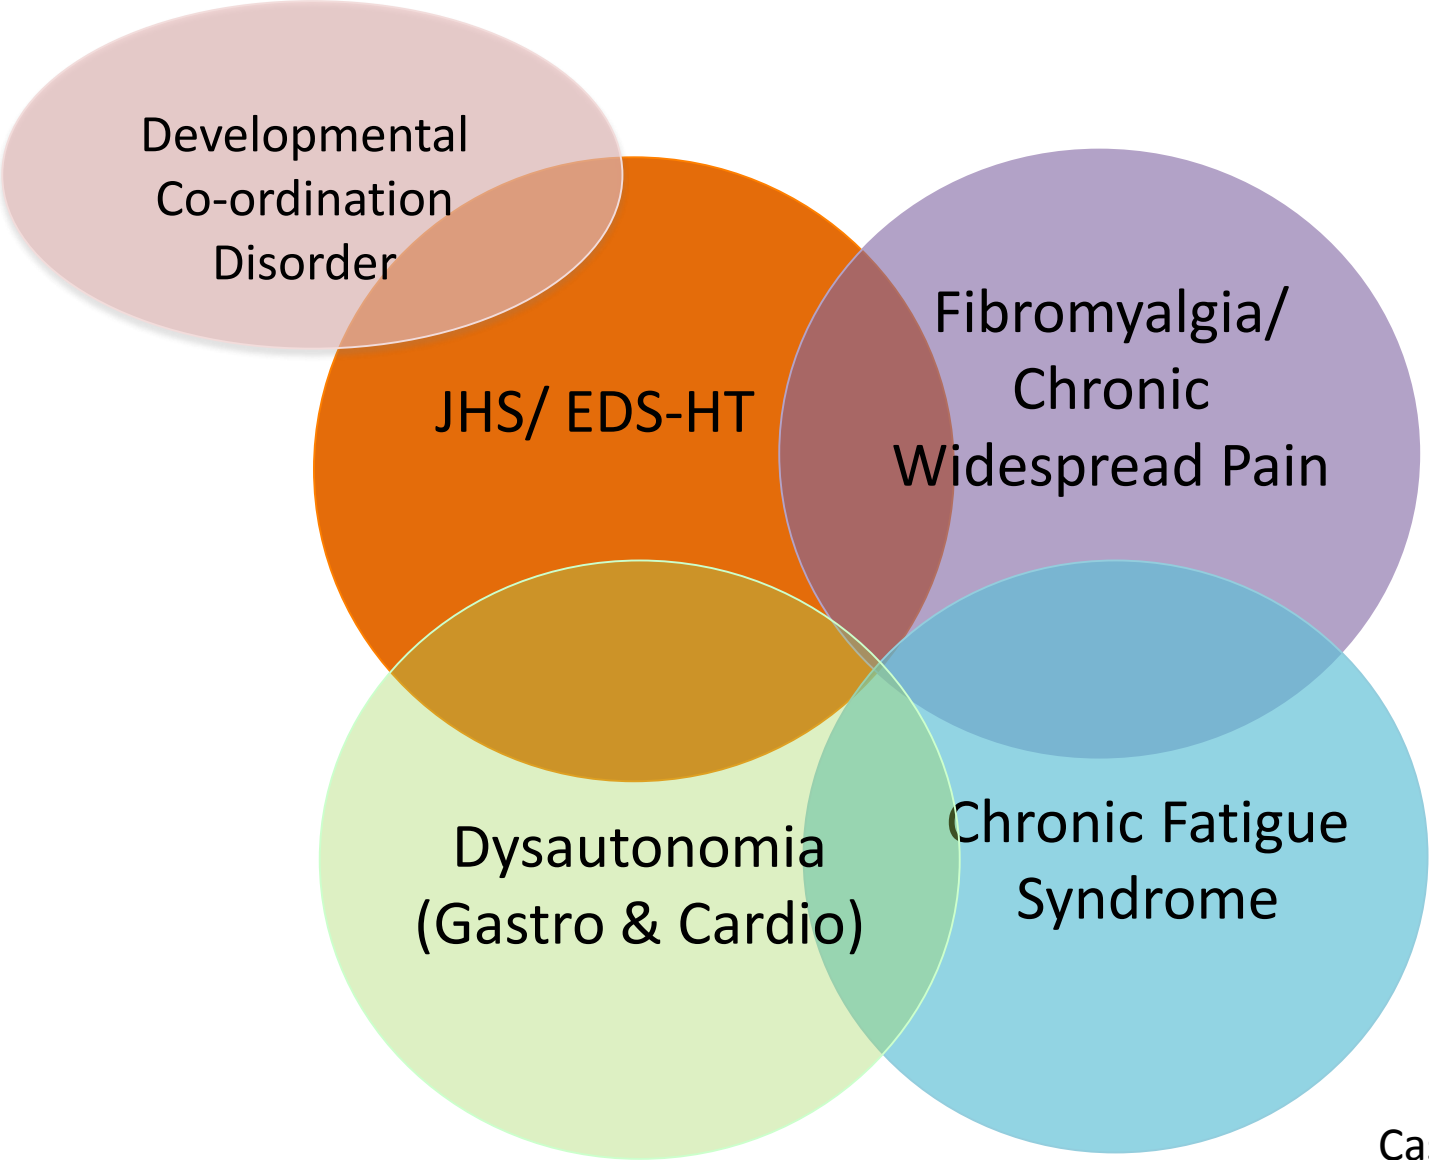 Developmental
Co-ordination
Disorder
JHS/ EDS-HT
Fibromyalgia/
Chronic
Widespread Pain
Dysautonomia
(Gastro & Cardio)
Chronic Fatigue
Syndrome